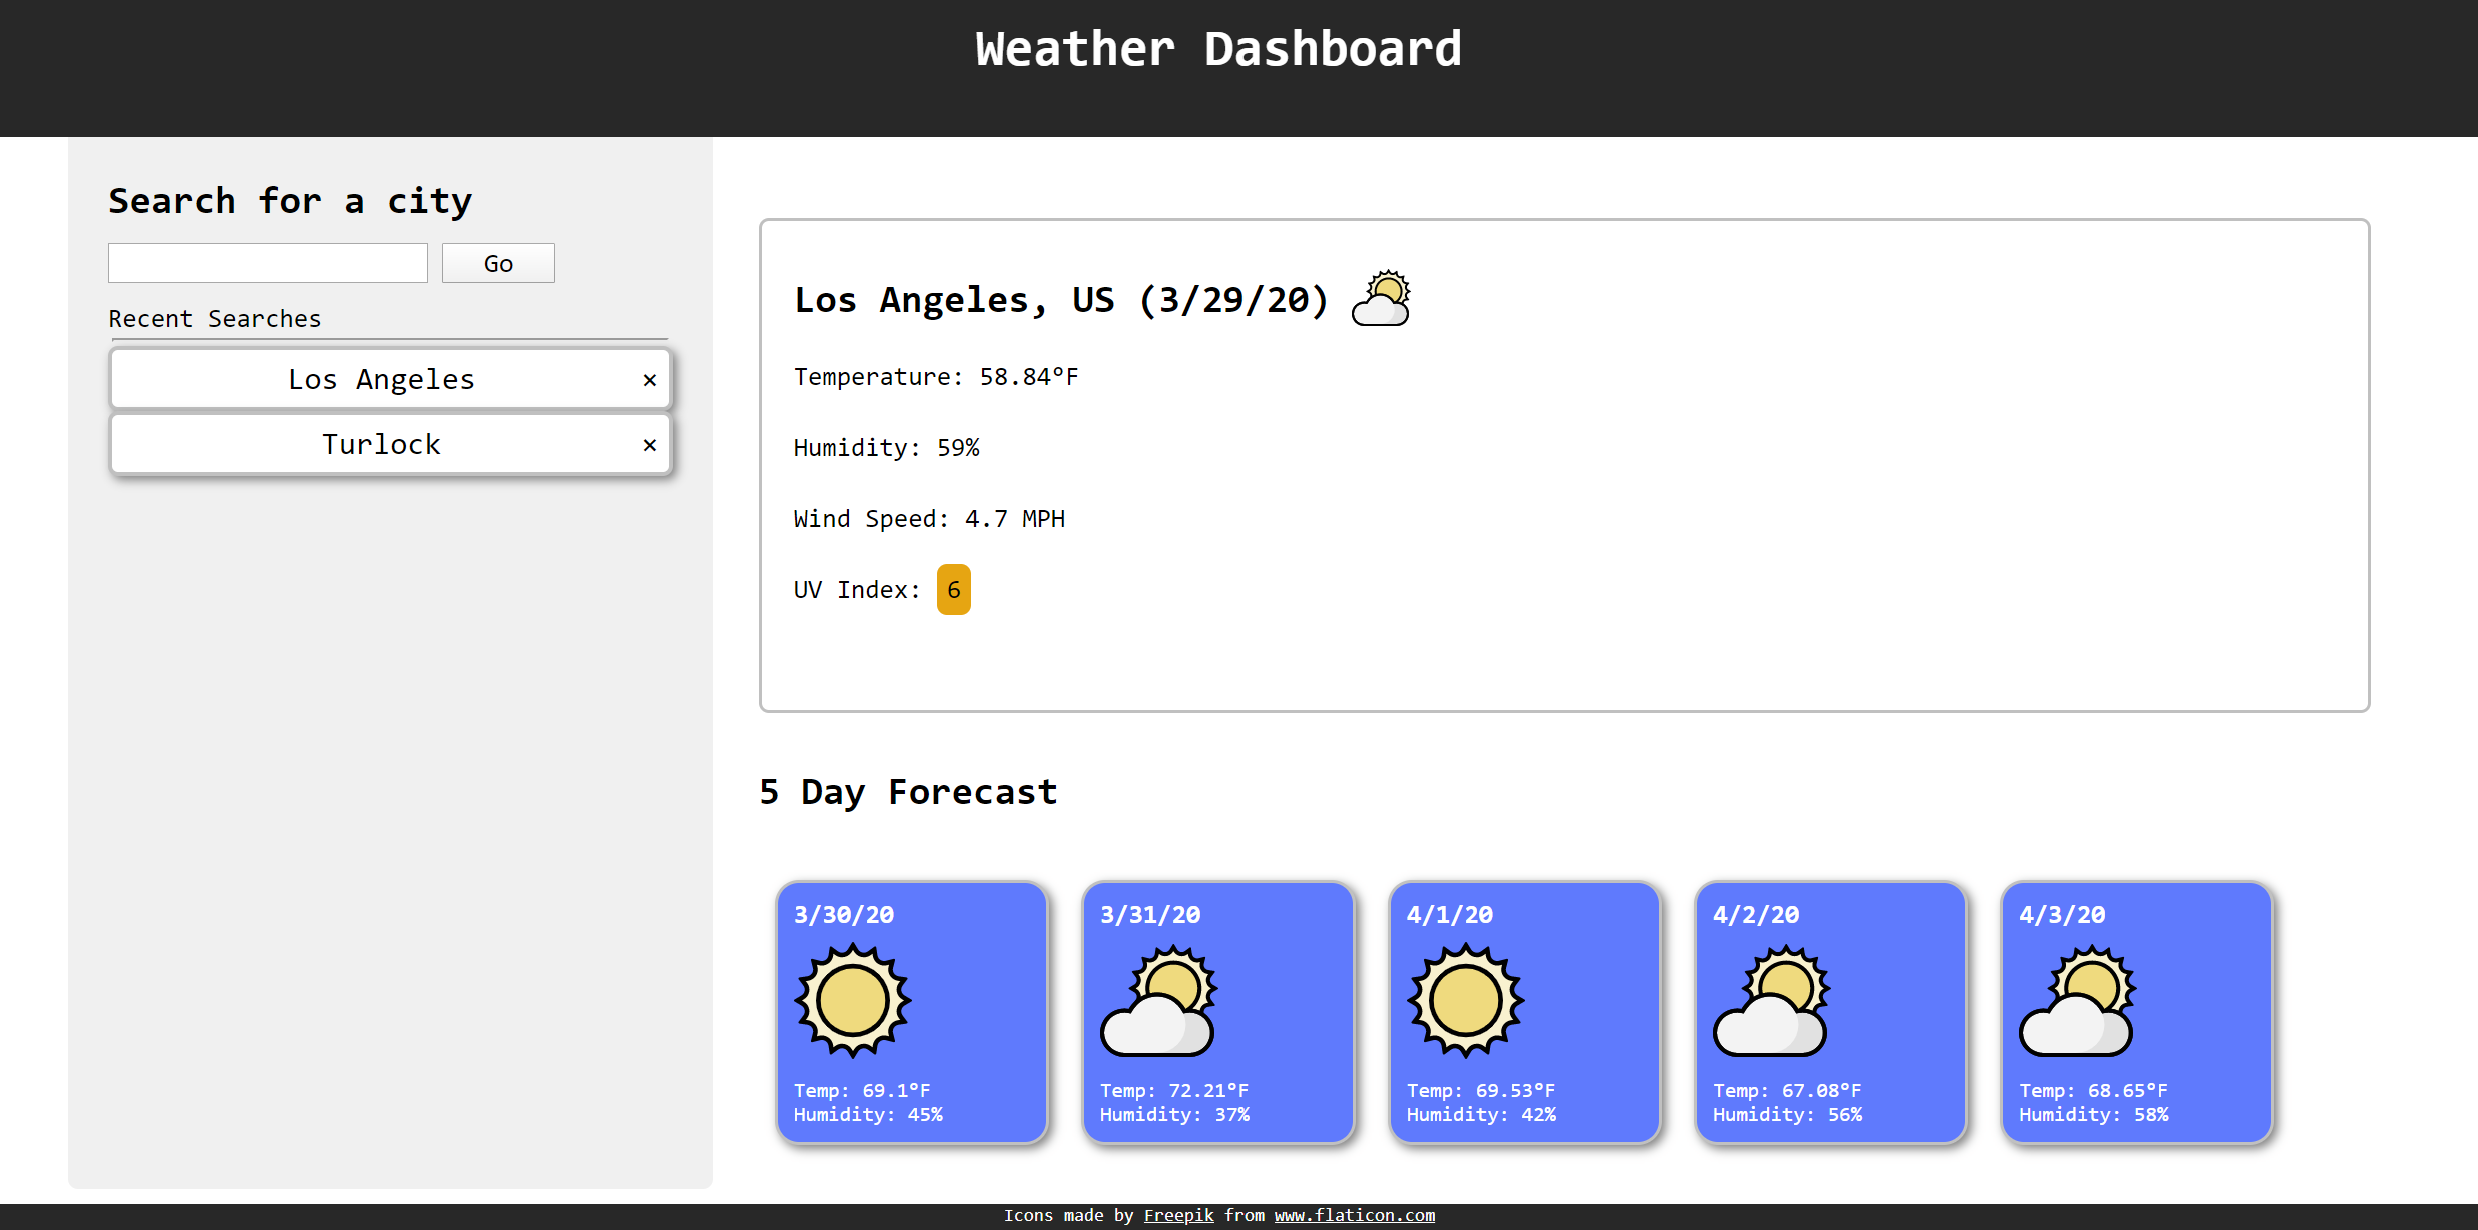 Weather Dashboard
Search for a city
Go
Recent Searches
Los Angeles ×
Turlock ×
Los Angeles, US (3/29/20)
Temperature: 58.84°F
Humidity: 59%
Wind Speed: 4.7 MPH
UV Index: 6
5 Day Forecast
3/30/20
Temp: 69.1°F
Humidity: 45%
3/31/20
Temp: 72.21°F
Humidity: 37%
4/1/20
Temp: 69.53°F
Humidity: 42%
4/2/20
Temp: 67.08°F
Humidity: 56%
4/3/20
Temp: 68.65°F
Humidity: 58%
Icons made by Freepik from www.flaticon.com